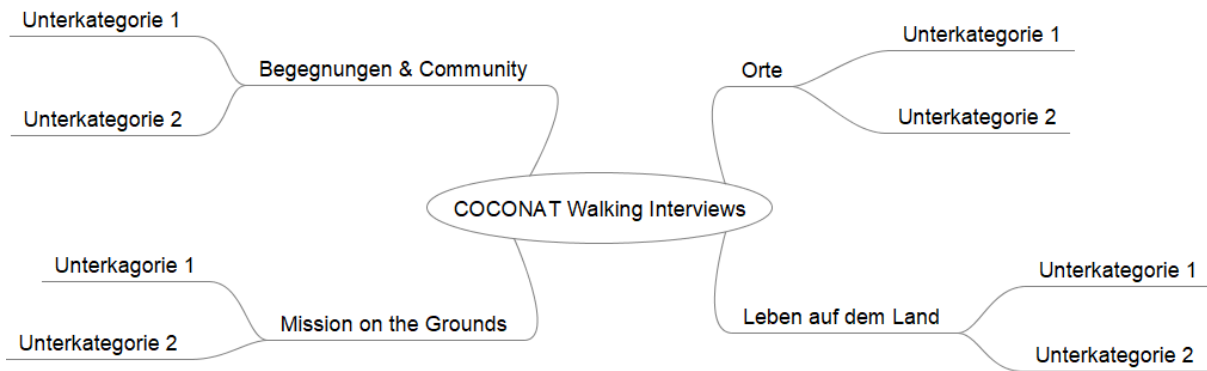 Unterkategorie 1
Begegnungen & Community
Unterkategorie 2
Orte
Unterkategorie 1
Unterkategorie 2
COCONAT Walking Interviews
Unterkagorie 1
Mission on the Grounds
Unterkategorie 2
Leben auf dem Land
Unterkategorie 1
Unterkategorie 2